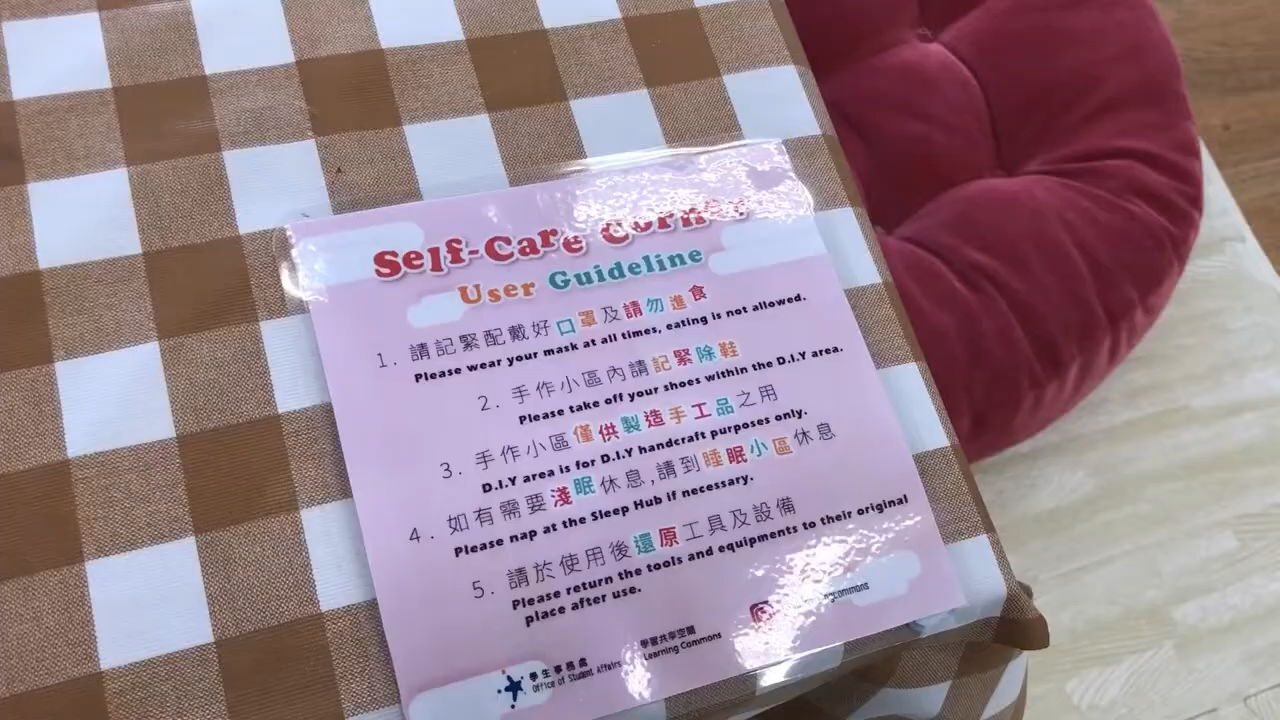 Self-Care Corner
User Guideline
1. 請記緊配戴好口罩及請勿進食
Please wear your mask at all times, eating is not allowed.
2. 手作小區內請記緊除鞋
Please take off your shoes within the D.I.Y area.
3. 手作小區僅供製造手工品之用
D.I.Y area is for D.I.Y handcraft purposes only.
4. 如有需要淺眠休息,請到睡眠小區休息
Please nap at the Sleep Hub if necessary.
5. 請於使用後還原工具及設備
Please return the tools and equipments to their original
place after use.
學生事務處
Office of Student Affairs
學習共享空間
Learning Commons